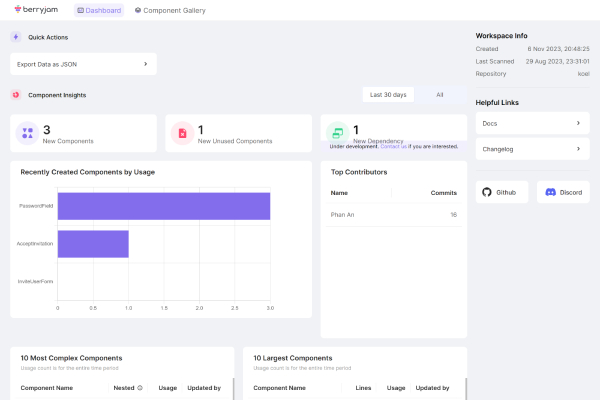 berryjam
Dashboard
Component Gallery
Quick Actions
Export Data as JSON
Component Insights
Last 30 days
All
3
New Components
1
New Unused Components
1
New Dependency
Under development. Contact us if you are interested.
Recently Created Components by Usage
PasswordField
AcceptInvitation
InviteUserForm
0 0.5 1.0 1.5 2.0 2.5 3.0
Top Contributors
Name Commits
Phan An 16
10 Most Complex Components
Usage count is for the entire time period
Component Name Nested Usage Updated by
10 Largest Components
Usage count is for the entire time period
Component Name Lines Usage Updated by
Workspace Info
Created 6 Nov 2023, 20:48:25
Last Scanned 29 Aug 2023, 23:31:01
Repository koel
Helpful Links
Docs
Changelog
Github
Discord